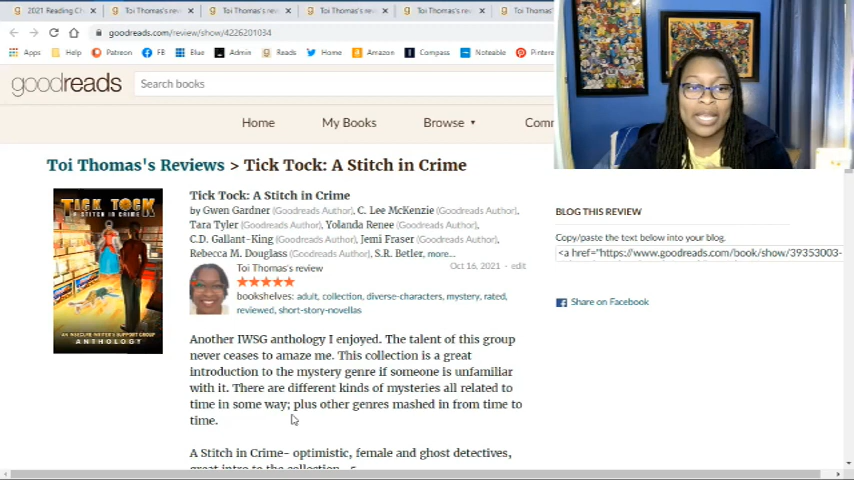 2021 Reading Ch
Toi Thomas's rev
Toi Thomas's rev
Toi Thomas's rev
Toi Thomas's rev
Toi Thomas
goodreads.com/review/show/4226201034
Apps Help Patreon FB Blue Admin Reads Home Amazon Compass Noteable Pinteres
goodreads
Search books
Home My Books Browse ▾ Comm
Toi Thomas's Reviews > Tick Tock: A Stitch in Crime
TICK TOCK
A STITCH IN CRIME
AN INSECURE WRITER'S SUPPORT GROUP
ANTHOLOGY
Tick Tock: A Stitch in Crime
by Gwen Gardner (Goodreads Author), C. Lee McKenzie (Goodreads Author),
Tara Tyler (Goodreads Author), Yolanda Renee (Goodreads Author),
C.D. Gallant-King (Goodreads Author), Jemi Fraser (Goodreads Author),
Rebecca M. Douglass (Goodreads Author), S.R. Betler, more…
Toi Thomas's review
Oct 16, 2021 · edit
bookshelves: adult, collection, diverse-characters, mystery, rated,
reviewed, short-story-novellas
Another IWSG anthology I enjoyed. The talent of this group
never ceases to amaze me. This collection is a great
introduction to the mystery genre if someone is unfamiliar
with it. There are different kinds of mysteries all related to
time in some way; plus other genres mashed in from time to
time.
A Stitch in Crime- optimistic, female and ghost detectives,
great intro to the collection- 5
BLOG THIS REVIEW
Copy/paste the text below into your blog.
<a href="https://www.goodreads.com/book/show/39353003-
Share on Facebook